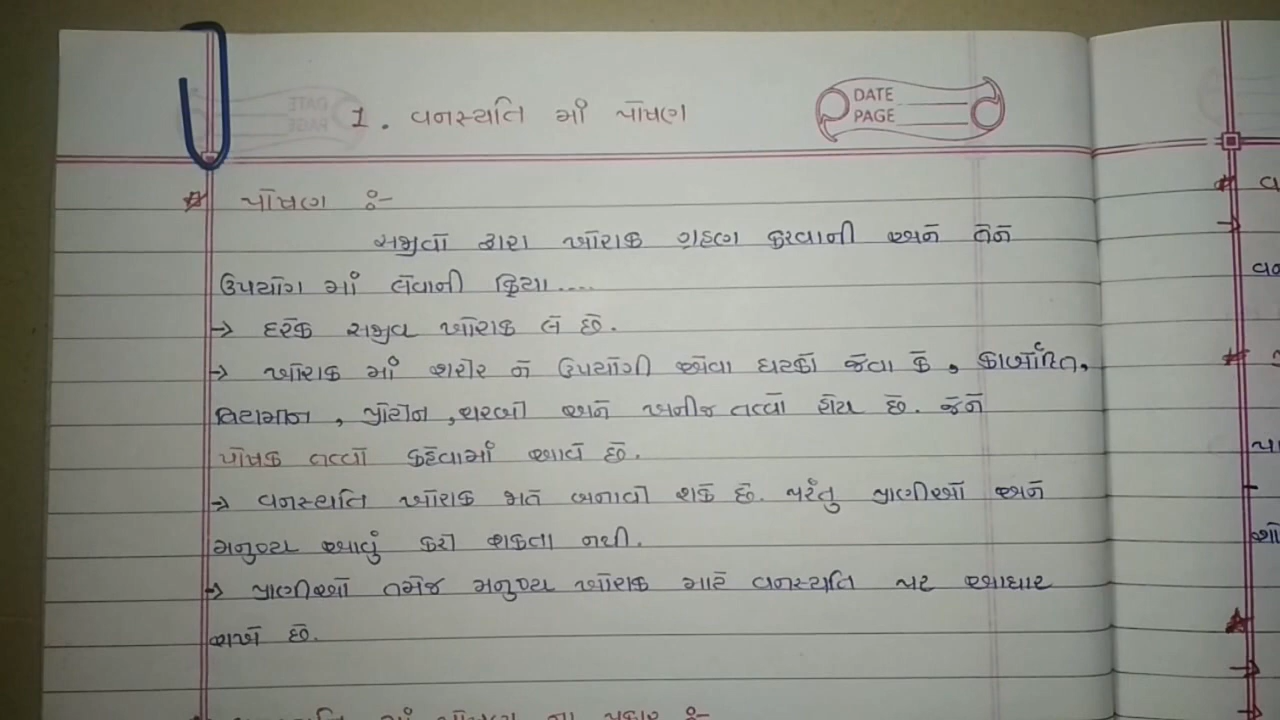 DATE
PAGE
1. વનસ્પતિ માં પોષણ
* પોષણ :-
સજીવો દ્વારા ખોરાક ગ્રહણ કરવાની અને તેને
ઉપયોગ માં લેવાની ક્રિયા....
→ દરેક સજીવ ખોરાક લે છે.
→ ખોરાક માં શરીર ને ઉપયોગી એવા ઘટકો જેવા કે, કાર્બોદિત,
વિટામીન, પ્રોટીન, ચરબી અને ખનીજ તત્વો હોય છે. જેને
પોષક તત્વો કહેવામાં આવે છે.
→ વનસ્પતિ ખોરાક જાતે બનાવી શકે છે. પરંતુ પ્રાણીઓ અને
મનુષ્ય આવું કરી શકતા નથી.
→ પ્રાણીઓ તેમજ મનુષ્ય ખોરાક માટે વનસ્પતિ પર આધાર
રાખે છે.